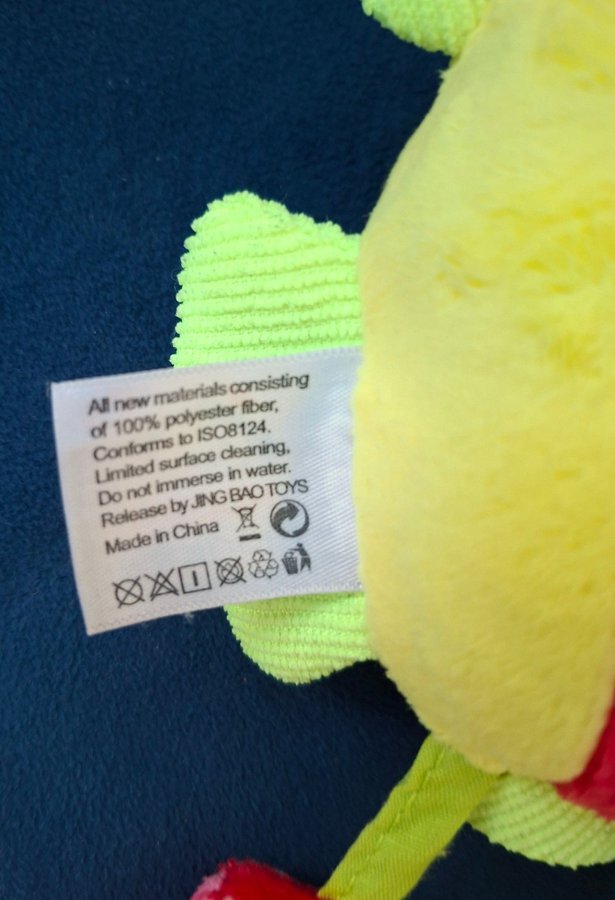 All new materials consisting
of 100% polyester fiber,
Conforms to ISO8124.
Limited surface cleaning,
Do not immerse in water.
Release by JING BAO TOYS
Made in China